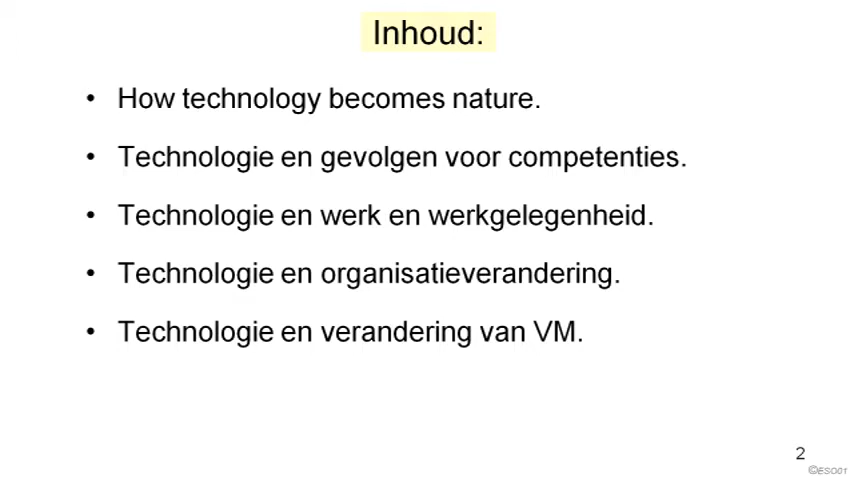 Inhoud:
• How technology becomes nature.
• Technologie en gevolgen voor competenties.
• Technologie en werk en werkgelegenheid.
• Technologie en organisatieverandering.
• Technologie en verandering van VM.
2
©ESO01